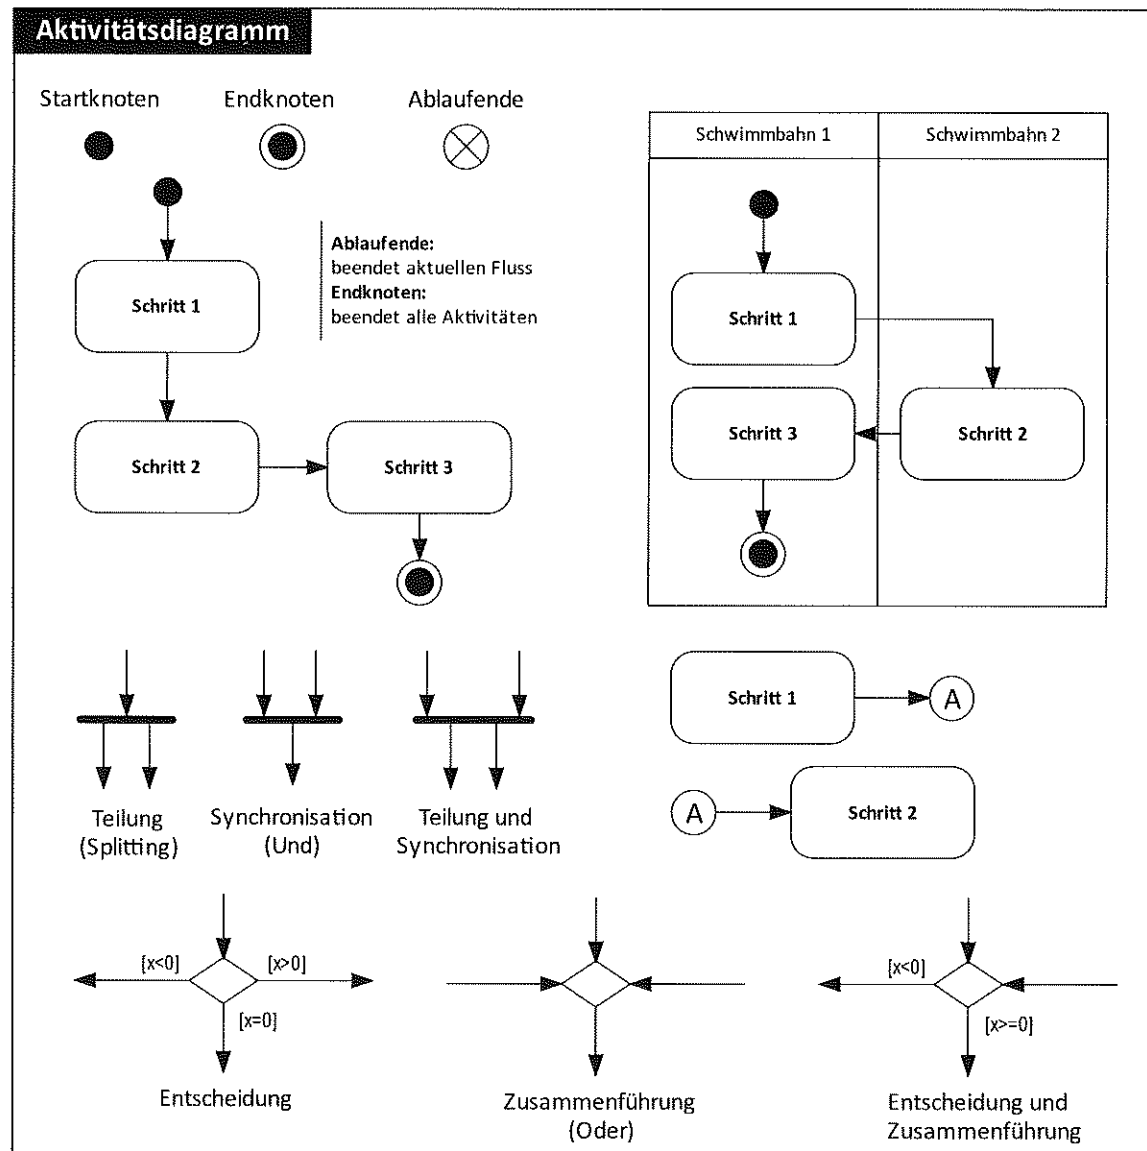 Aktivitätsdiagramm
Startknoten
Endknoten
Ablaufende
Ablaufende:
beendet aktuellen Fluss
Endknoten:
beendet alle Aktivitäten
Schritt 1
Schritt 2
Schritt 3
Schwimmbahn 1
Schwimmbahn 2
Schritt 1
Schritt 3
Schritt 2
Teilung
(Splitting)
Synchronisation
(Und)
Teilung und
Synchronisation
Schritt 1
A
A
Schritt 2
[x<0]
[x>0]
[x=0]
Entscheidung
Zusammenführung
(Oder)
[x<0]
[x>=0]
Entscheidung und
Zusammenführung